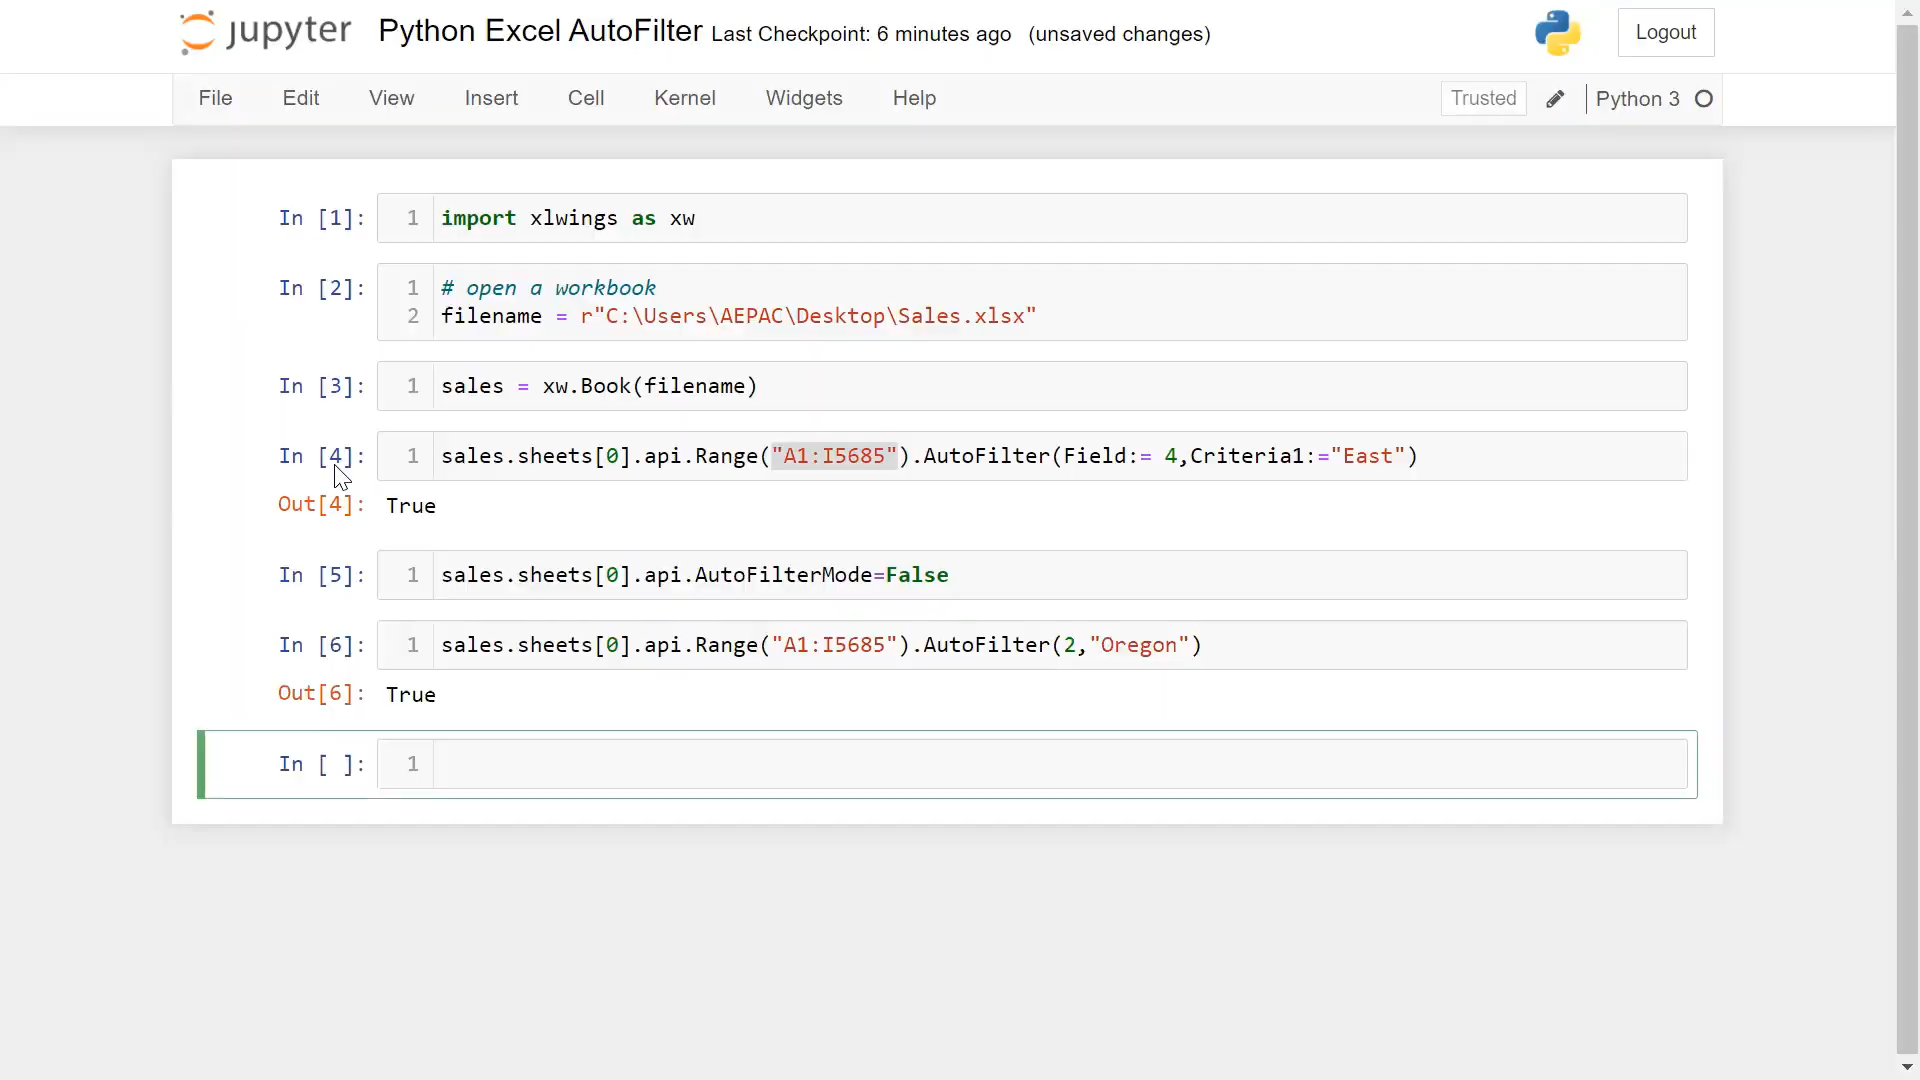 jupyter Python Excel AutoFilter Last Checkpoint: 6 minutes ago (unsaved changes) Logout
File Edit View Insert Cell Kernel Widgets Help Trusted Python 3
In [1]: 1 import xlwings as xw
In [2]: 1 # open a workbook
2 filename = r"C:\Users\AEPAC\Desktop\Sales.xlsx"
In [3]: 1 sales = xw.Book(filename)
In [4]: 1 sales.sheets[0].api.Range("A1:I5685").AutoFilter(Field:= 4,Criteria1:="East")
Out[4]: True
In [5]: 1 sales.sheets[0].api.AutoFilterMode=False
In [6]: 1 sales.sheets[0].api.Range("A1:I5685").AutoFilter(2,"Oregon")
Out[6]: True
In [ ]: 1